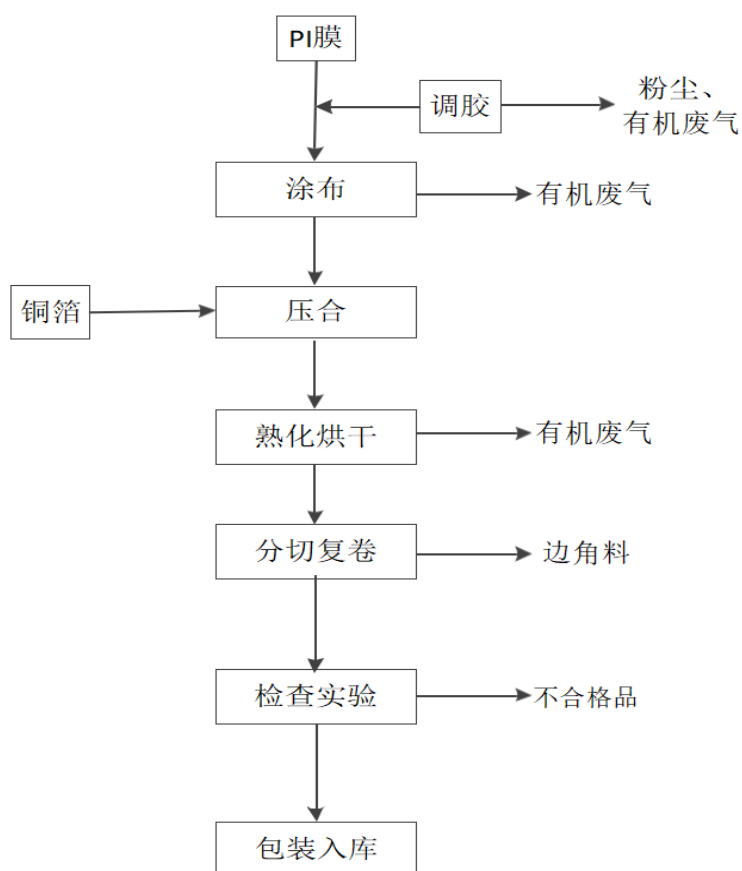 PI膜
调胶
粉尘、
有机废气
涂布
有机废气
铜箔
压合
熟化烘干
有机废气
分切复卷
边角料
检查实验
不合格品
包装入库